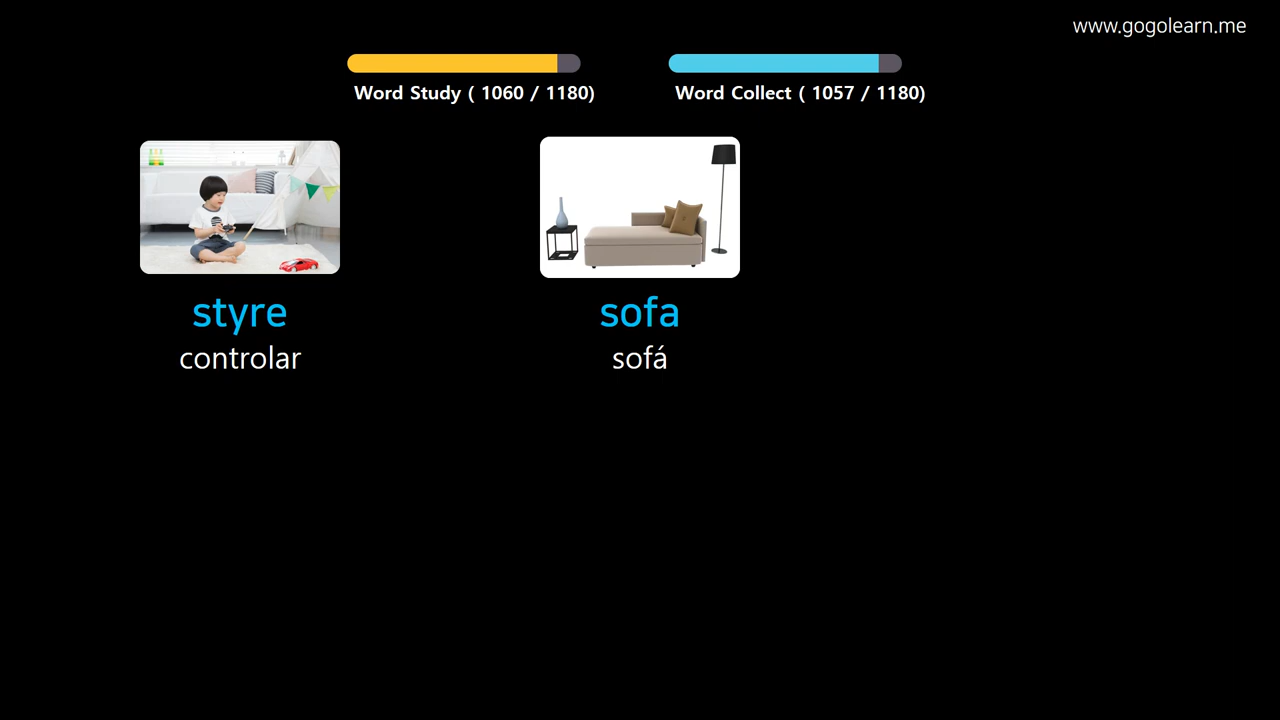 www.gogolearn.me
Word Study ( 1060 / 1180)
Word Collect ( 1057 / 1180)
styre
sofa
controlar
sofá